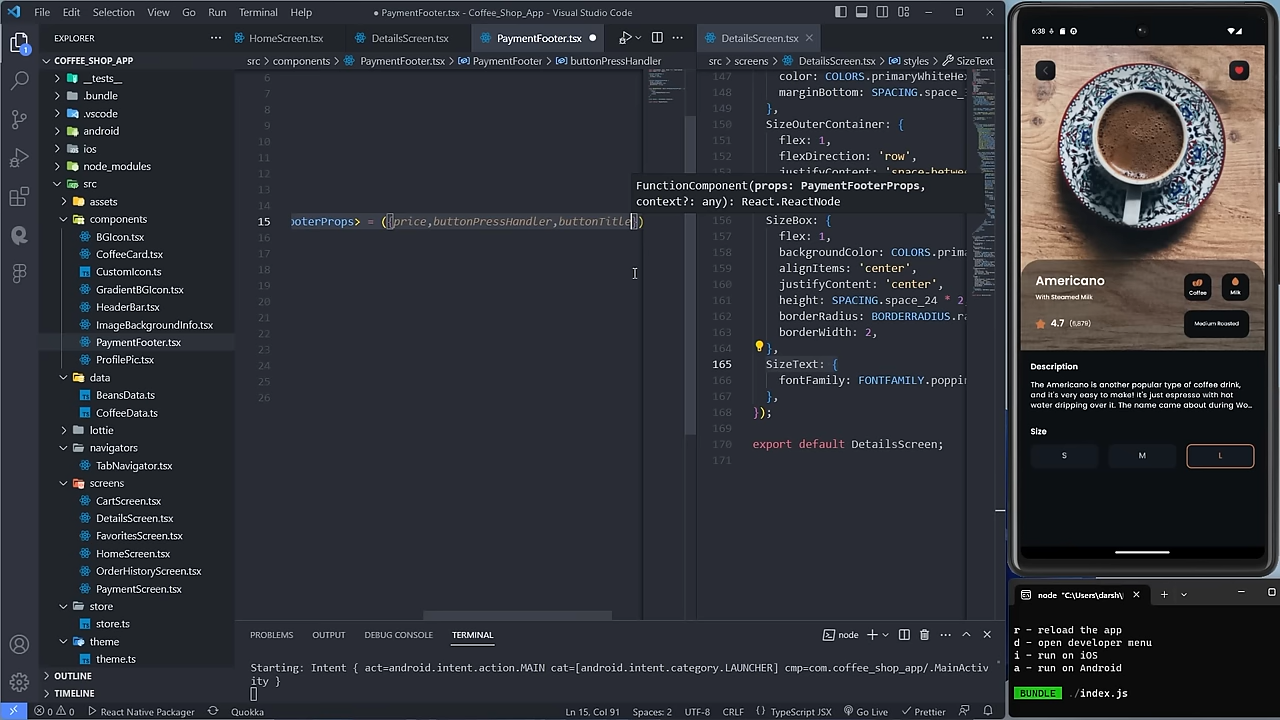 File Edit Selection View Go Run Terminal Help
● PaymentFooter.tsx - Coffee_Shop_App - Visual Studio Code
EXPLORER
COFFEE_SHOP_APP
__tests__
.bundle
.vscode
android
ios
node_modules
src
assets
components
BGIcon.tsx
CoffeeCard.tsx
CustomIcon.ts
GradientBGIcon.tsx
HeaderBar.tsx
ImageBackgroundInfo.tsx
PaymentFooter.tsx
ProfilePic.tsx
data
BeansData.ts
CoffeeData.ts
lottie
navigators
TabNavigator.tsx
screens
CartScreen.tsx
DetailsScreen.tsx
FavoritesScreen.tsx
HomeScreen.tsx
OrderHistoryScreen.tsx
PaymentScreen.tsx
store
store.ts
theme
theme.ts
OUTLINE
TIMELINE
HomeScreen.tsx DetailsScreen.tsx PaymentFooter.tsx
src > components > PaymentFooter.tsx > PaymentFooter > buttonPressHandler
6
7
8
9
10
11
12
13
14
15 ooterProps> = ({price,buttonPressHandler,buttonTitle})
16
17
18
19
20
21
22
23
24
25
26
FunctionComponent(props: PaymentFooterProps,
context?: any): React.ReactNode
DetailsScreen.tsx
src > screens > DetailsScreen.tsx > styles > SizeText
147 color: COLORS.primaryWhiteHe
148 marginBottom: SPACING.space_
149 },
150 SizeOuterContainer: {
151 flex: 1,
152 flexDirection: 'row',
justifyContent: 'space-betwee
156 SizeBox: {
157 flex: 1,
158 backgroundColor: COLORS.prima
159 alignItems: 'center',
160 justifyContent: 'center',
161 height: SPACING.space_24 * 2
162 borderRadius: BORDERRADIUS.ra
163 borderWidth: 2,
164 },
165 SizeText: {
166 fontFamily: FONTFAMILY.poppin
167 },
168 });
169
170 export default DetailsScreen;
171
PROBLEMS OUTPUT DEBUG CONSOLE TERMINAL
node
Starting: Intent { act=android.intent.action.MAIN cat=[android.intent.category.LAUNCHER] cmp=com.coffee_shop_app/.MainActiv
ity }
0 0 React Native Packager Quokka Ln 15, Col 91 Spaces: 2 UTF-8 CRLF TypeScript JSX Go Live Prettier
6:38
Americano
With Steamed Milk
Coffee Milk
4.7 (6,879)
Medium Roasted
Description
The Americano is another popular type of coffee drink,
and it's very easy to make! It's just espresso with hot
water dripping over it. The name came about during Wo...
Size
S M L
node "C:\Users\darsh\
r - reload the app
d - open developer menu
i - run on iOS
a - run on Android
BUNDLE ./index.js